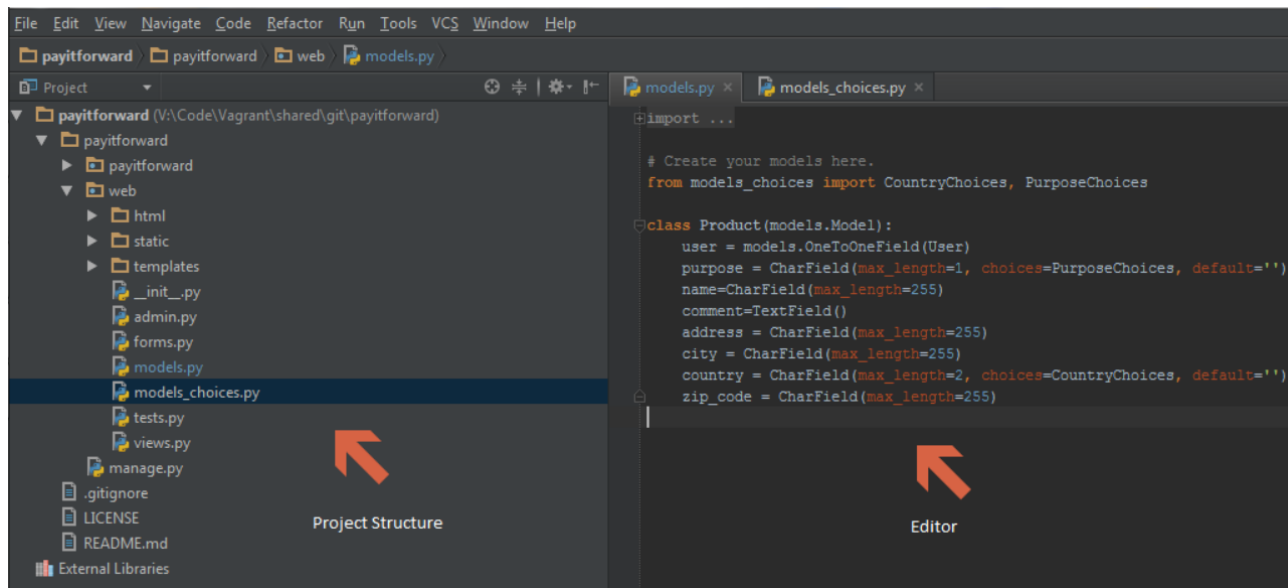 File Edit View Navigate Code Refactor Run Tools VCS Window Help
payitforward payitforward web models.py
Project
payitforward (V:\Code\Vagrant\shared\git\payitforward)
payitforward
payitforward
web
html
static
templates
__init__.py
admin.py
forms.py
models.py
models_choices.py
tests.py
views.py
manage.py
.gitignore
LICENSE
README.md
External Libraries
Project Structure
models.py × models_choices.py ×
import ...
# Create your models here.
from models_choices import CountryChoices, PurposeChoices
class Product(models.Model):
user = models.OneToOneField(User)
purpose = CharField(max_length=1, choices=PurposeChoices, default='')
name=CharField(max_length=255)
comment=TextField()
address = CharField(max_length=255)
city = CharField(max_length=255)
country = CharField(max_length=2, choices=CountryChoices, default='')
zip_code = CharField(max_length=255)
Editor